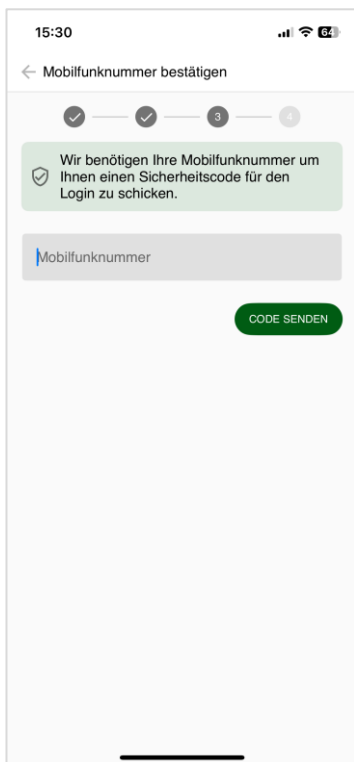 15:30
64
Mobilfunknummer bestätigen
3
4
Wir benötigen Ihre Mobilfunknummer um
Ihnen einen Sicherheitscode für den
Login zu schicken.
Mobilfunknummer
CODE SENDEN